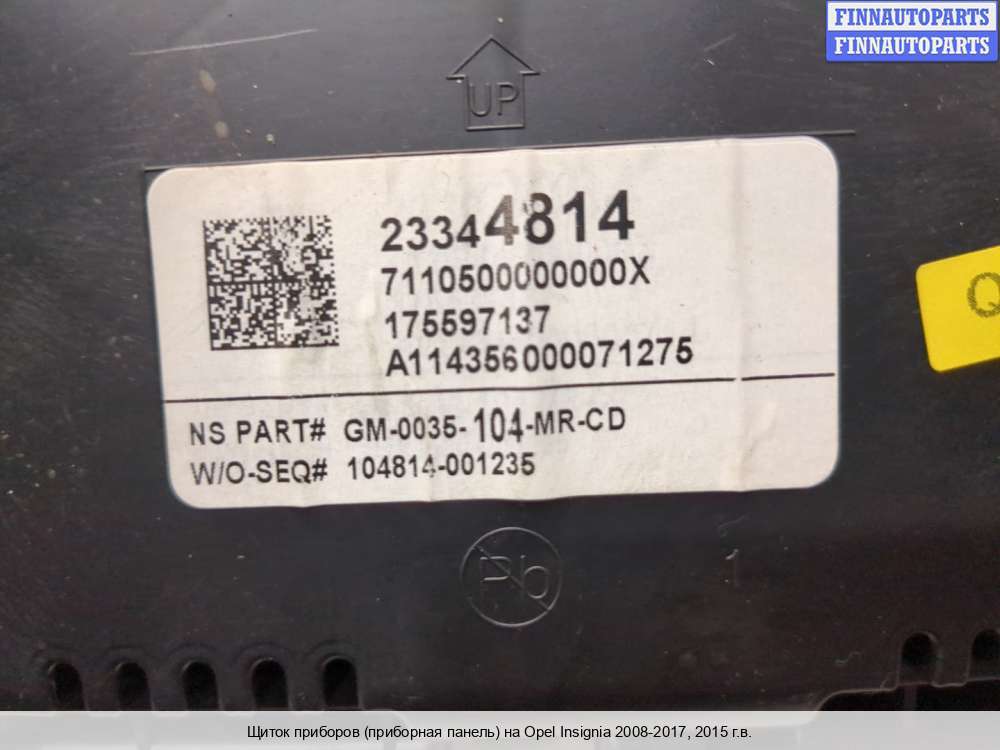 FINNAUTOPARTS
FINNAUTOPARTS
UP
23344814
7110500000000X
175597137
A114356000071275
NS PART# GM-0035-104-MR-CD
W/O-SEQ# 104814-001235
Q
Pb
1
Щиток приборов (приборная панель) на Opel Insignia 2008-2017, 2015 г.в.